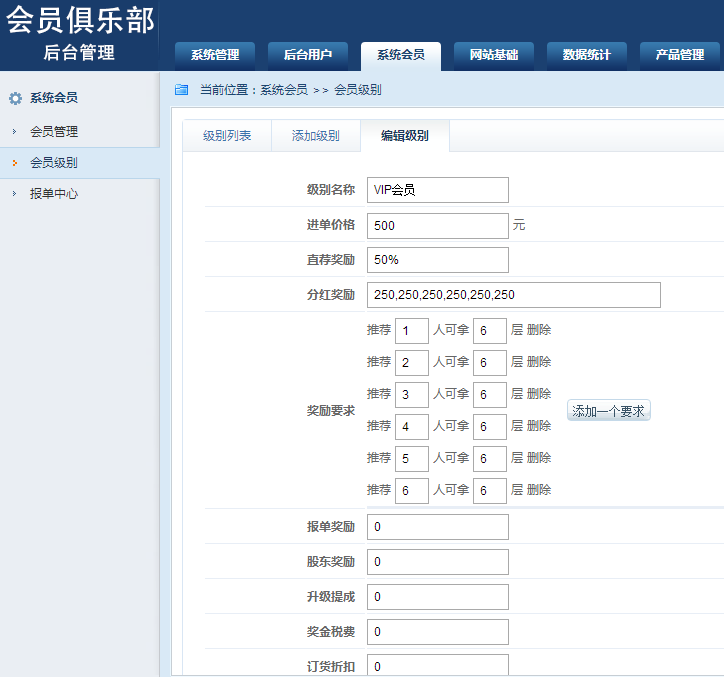 会员俱乐部
后台管理
系统管理 后台用户 系统会员 网站基础 数据统计 产品管理
系统会员
会员管理
会员级别
报单中心
当前位置：系统会员 >> 会员级别
级别列表 添加级别 编辑级别
级别名称 VIP会员
进单价格 500 元
直荐奖励 50%
分红奖励 250,250,250,250,250,250
奖励要求
推荐 1 人可拿 6 层 删除
推荐 2 人可拿 6 层 删除
推荐 3 人可拿 6 层 删除
推荐 4 人可拿 6 层 删除
推荐 5 人可拿 6 层 删除
推荐 6 人可拿 6 层 删除
添加一个要求
报单奖励 0
股东奖励 0
升级提成 0
奖金税费 0
订货折扣 0